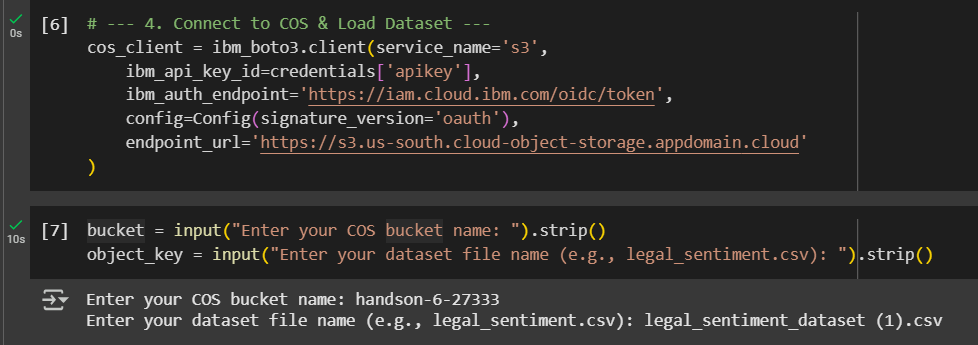 [6] # --- 4. Connect to COS & Load Dataset ---
0s
cos_client = ibm_boto3.client(service_name='s3',
    ibm_api_key_id=credentials['apikey'],
    ibm_auth_endpoint='https://iam.cloud.ibm.com/oidc/token',
    config=Config(signature_version='oauth'),
    endpoint_url='https://s3.us-south.cloud-object-storage.appdomain.cloud'
)
[7] bucket = input("Enter your COS bucket name: ").strip()
10s
object_key = input("Enter your dataset file name (e.g., legal_sentiment.csv): ").strip()
Enter your COS bucket name: handson-6-27333
Enter your dataset file name (e.g., legal_sentiment.csv): legal_sentiment_dataset (1).csv